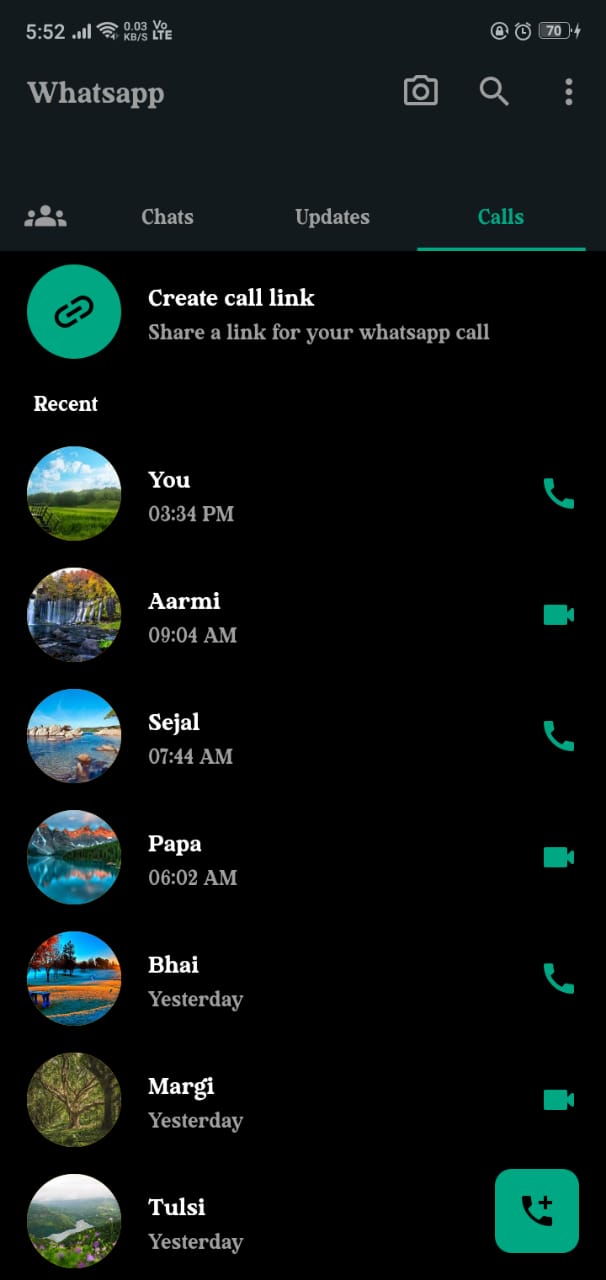 5:52 0.03 KB/S Vo LTE 70
Whatsapp
Chats Updates Calls
Create call link
Share a link for your whatsapp call
Recent
You
03:34 PM
Aarmi
09:04 AM
Sejal
07:44 AM
Papa
06:02 AM
Bhai
Yesterday
Margi
Yesterday
Tulsi
Yesterday